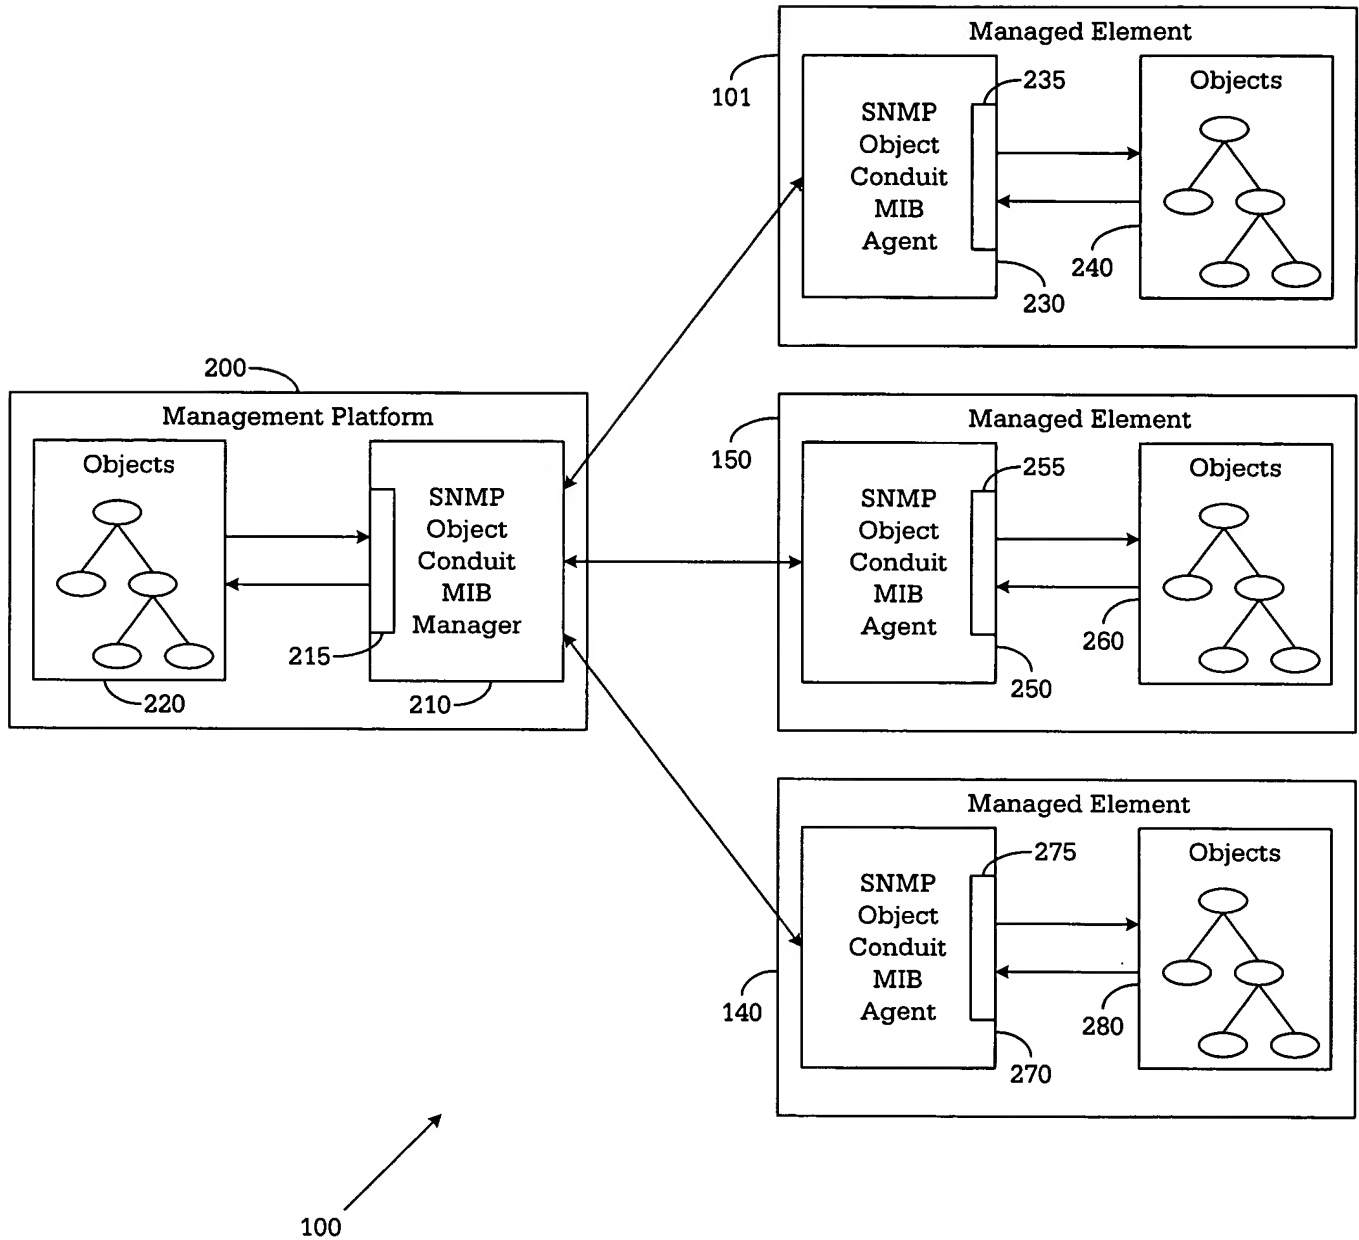 Managed Element
101
235
Objects
SNMP
Object
Conduit
MIB
Agent
240
230
200
Management Platform
Objects
SNMP
Object
Conduit
MIB
Manager
215
220
210
Managed Element
150
255
Objects
SNMP
Object
Conduit
MIB
Agent
260
250
Managed Element
275
Objects
SNMP
Object
Conduit
MIB
Agent
140
280
270
100